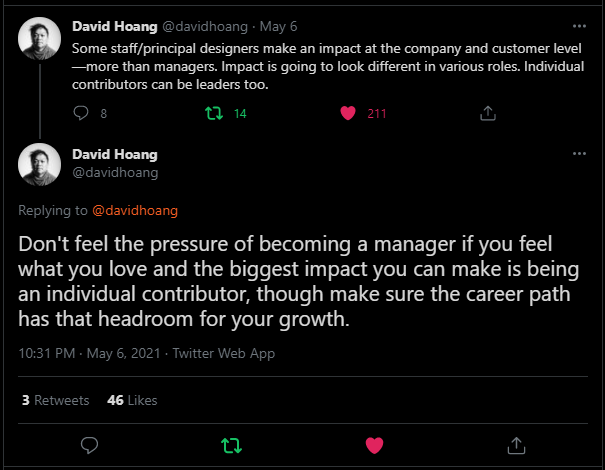 David Hoang @davidhoang · May 6
Some staff/principal designers make an impact at the company and customer level
—more than managers. Impact is going to look different in various roles. Individual
contributors can be leaders too.
8 14 211
David Hoang
@davidhoang
Replying to @davidhoang
Don't feel the pressure of becoming a manager if you feel
what you love and the biggest impact you can make is being
an individual contributor, though make sure the career path
has that headroom for your growth.
10:31 PM · May 6, 2021 · Twitter Web App
3 Retweets 46 Likes